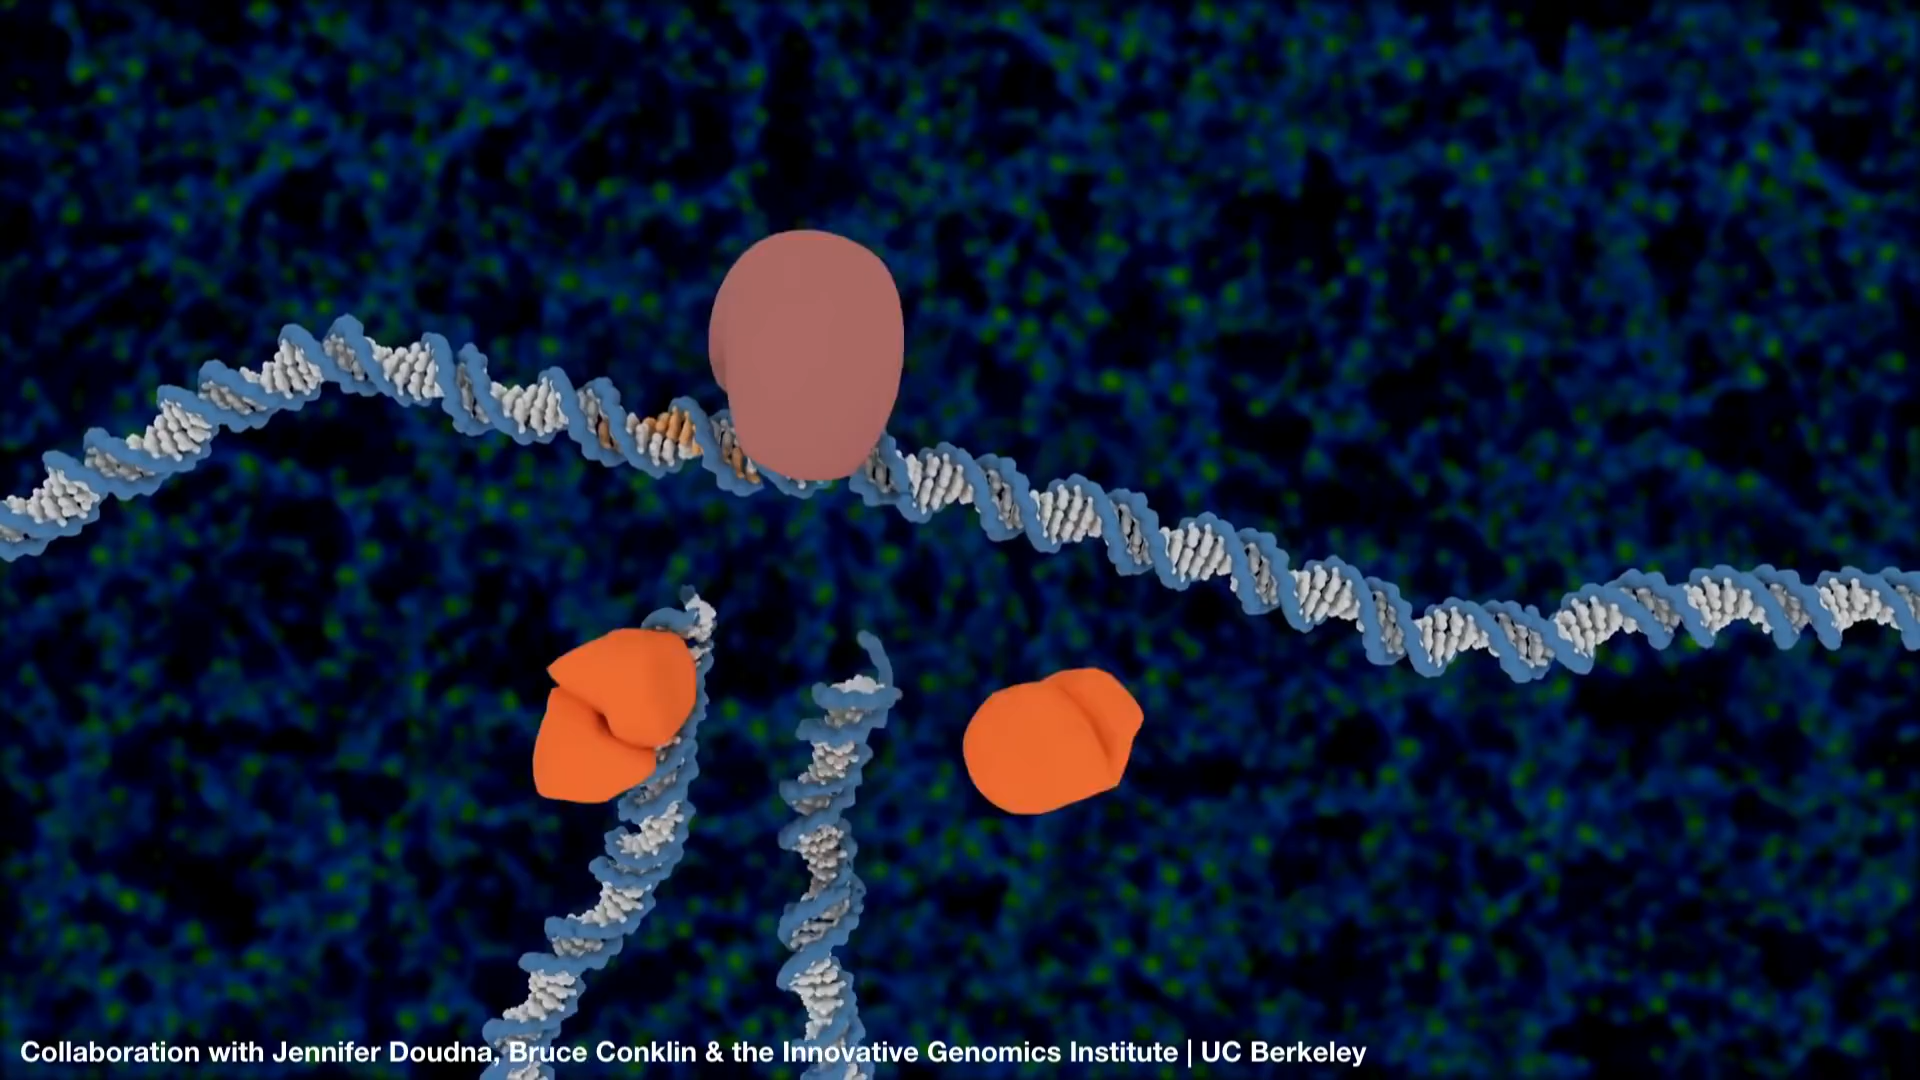 Collaboration with Jennifer Doudna, Bruce Conklin & the Innovative Genomics Institute | UC Berkeley